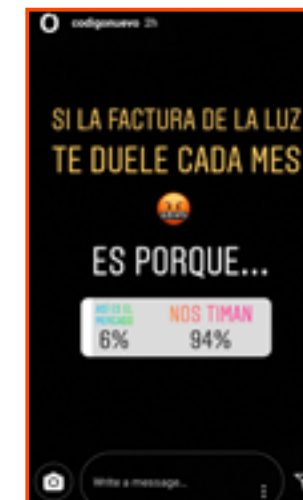 codigonuevo 2h
SI LA FACTURA DE LA LUZ
TE DUELE CADA MES
ES PORQUE...
NOS TIMAN
6% 94%
Write a message...